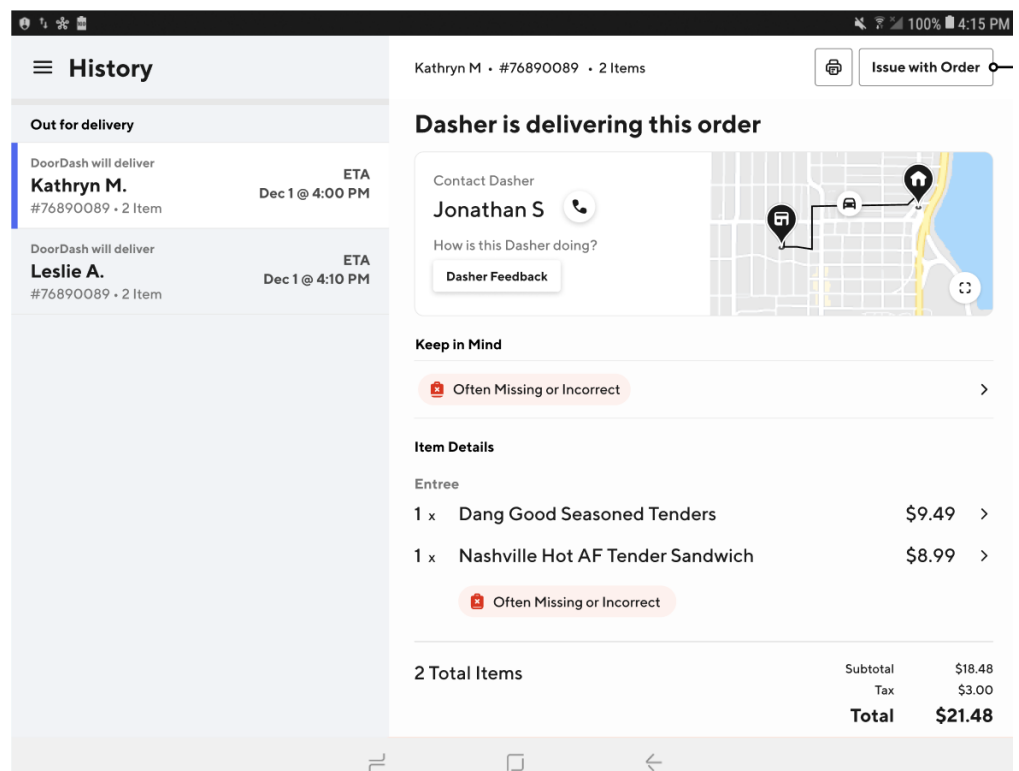 100% 4:15 PM
History
Out for delivery
DoorDash will deliver
Kathryn M.
#76890089 • 2 Item
ETA
Dec 1 @ 4:00 PM
DoorDash will deliver
Leslie A.
#76890089 • 2 Item
ETA
Dec 1 @ 4:10 PM
Kathryn M • #76890089 • 2 Items
Issue with Order
Dasher is delivering this order
Contact Dasher
Jonathan S
How is this Dasher doing?
Dasher Feedback
Keep in Mind
Often Missing or Incorrect
Item Details
Entree
1 x Dang Good Seasoned Tenders $9.49
1 x Nashville Hot AF Tender Sandwich $8.99
Often Missing or Incorrect
2 Total Items
Subtotal $18.48
Tax $3.00
Total $21.48